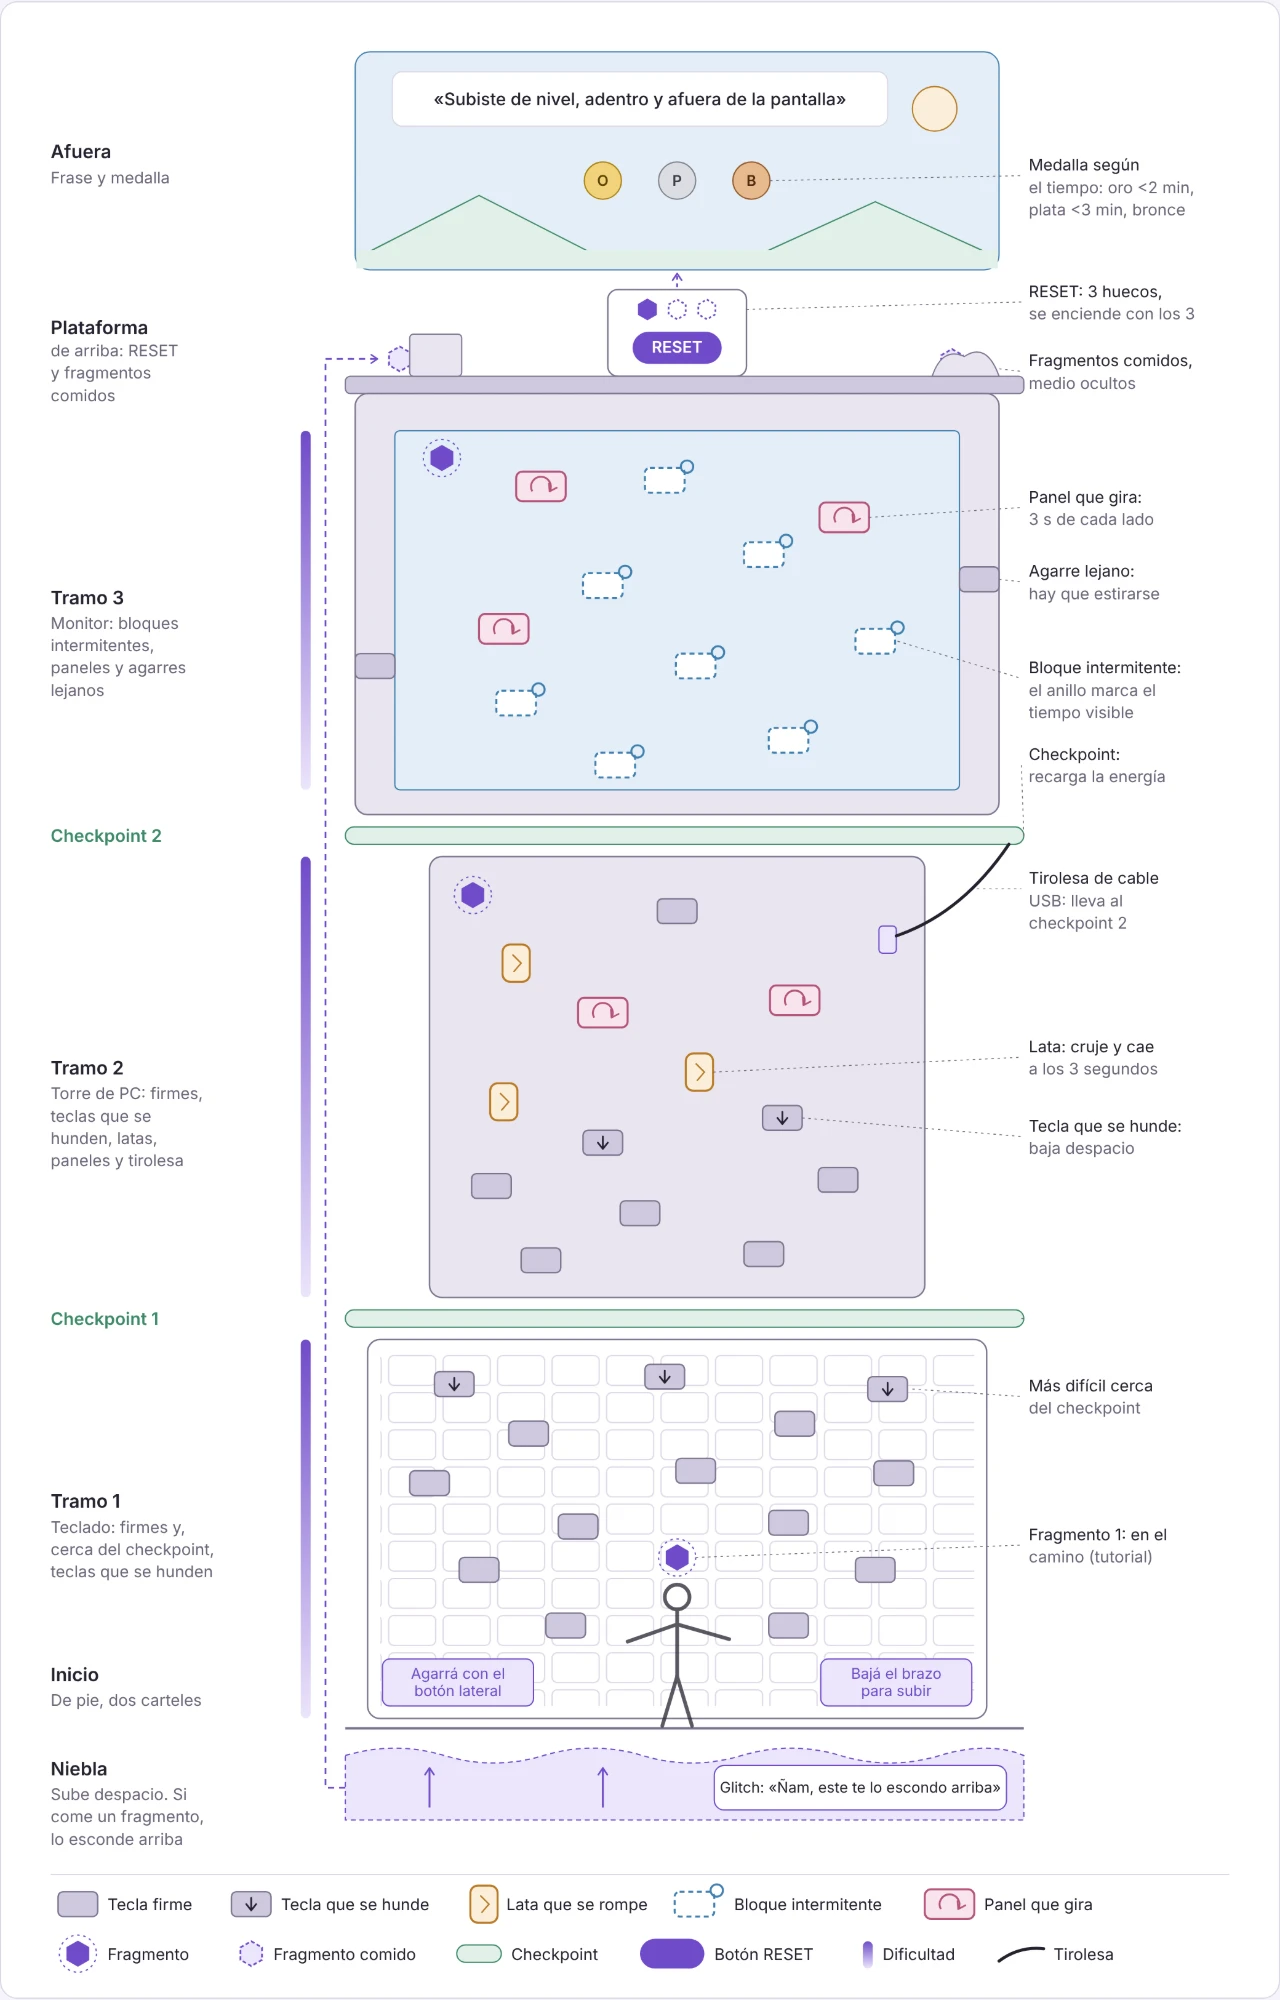 «Subiste de nivel, adentro y afuera de la pantalla»
Afuera
Frase y medalla
O
P
B
Medalla según
el tiempo: oro <2 min,
plata <3 min, bronce
RESET: 3 huecos,
se enciende con los 3
Plataforma
de arriba: RESET
y fragmentos
comidos
RESET
Fragmentos comidos,
medio ocultos
Panel que gira:
3 s de cada lado
Agarre lejano:
hay que estirarse
Tramo 3
Monitor: bloques
intermitentes,
paneles y agarres
lejanos
Bloque intermitente:
el anillo marca el
tiempo visible
Checkpoint:
recarga la energía
Checkpoint 2
Tirolesa de cable
USB: lleva al
checkpoint 2
Tramo 2
Torre de PC: firmes,
teclas que se
hunden, latas,
paneles y tirolesa
Lata: cruje y cae
a los 3 segundos
Tecla que se hunde:
baja despacio
Checkpoint 1
Más difícil cerca
del checkpoint
Tramo 1
Teclado: firmes y,
cerca del checkpoint,
teclas que se hunden
Fragmento 1: en el
camino (tutorial)
Inicio
De pie, dos carteles
Agarrá con el
botón lateral
Bajá el brazo
para subir
Niebla
Sube despacio. Si
come un fragmento,
lo esconde arriba
Glitch: «Ñam, este te lo escondo arriba»
Tecla firme
Tecla que se hunde
Lata que se rompe
Bloque intermitente
Panel que gira
Fragmento
Fragmento comido
Checkpoint
Botón RESET
Dificultad
Tirolesa